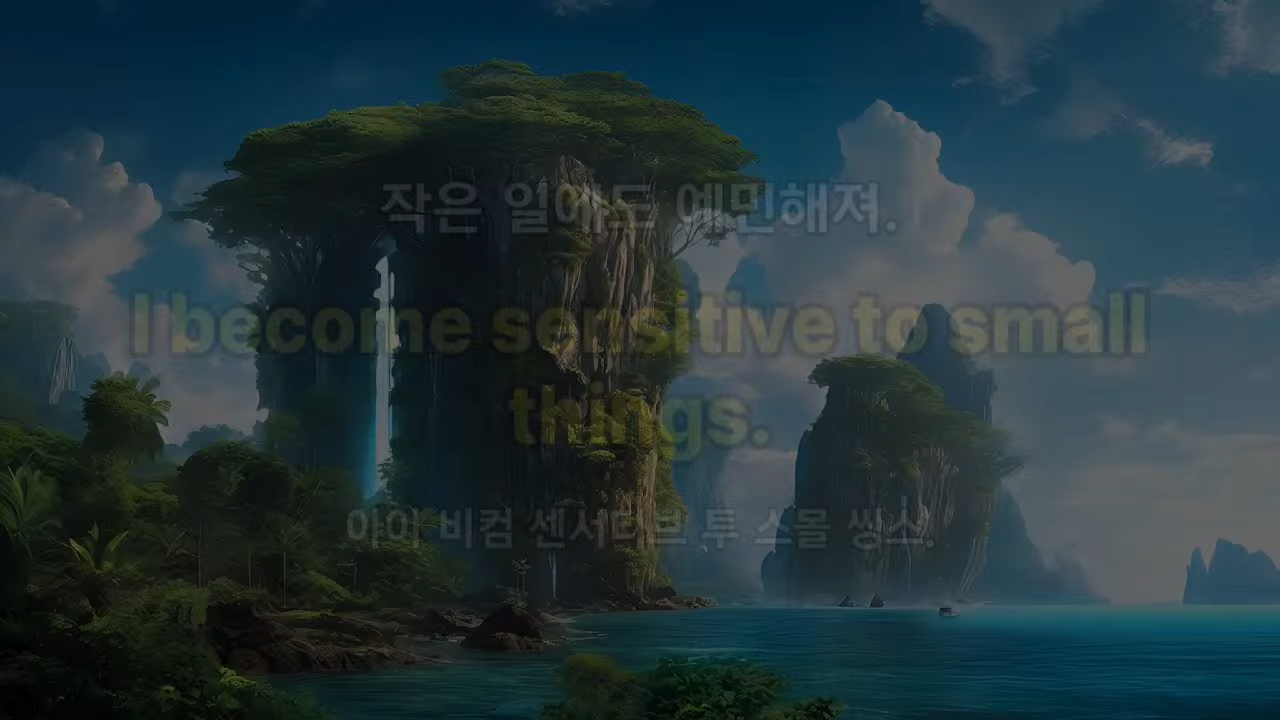 작은 일에도 예민해져.
I become sensitive to small
things.
아이 비컴 센서티브 투 스몰 씽스.